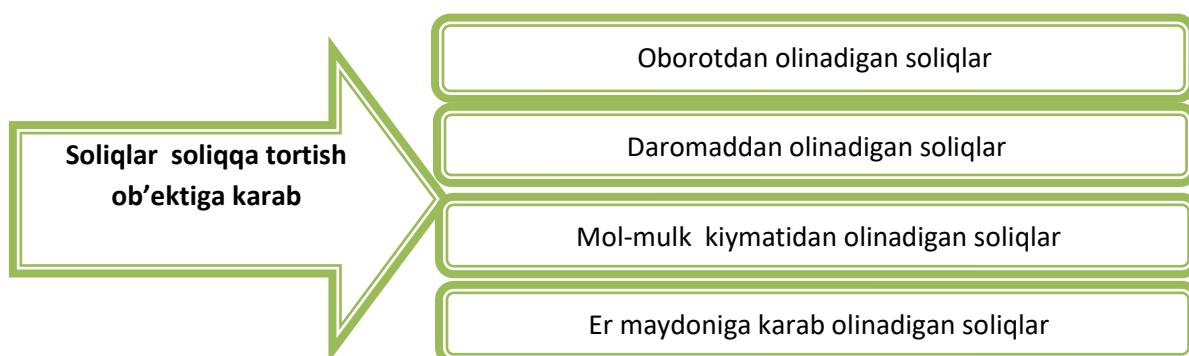 Soliqlar soliqqa tortish
ob’ektiga karab
Oborotdan olinadigan soliqlar
Daromaddan olinadigan soliqlar
Mol-mulk kiymatidan olinadigan soliqlar
Er maydoniga karab olinadigan soliqlar